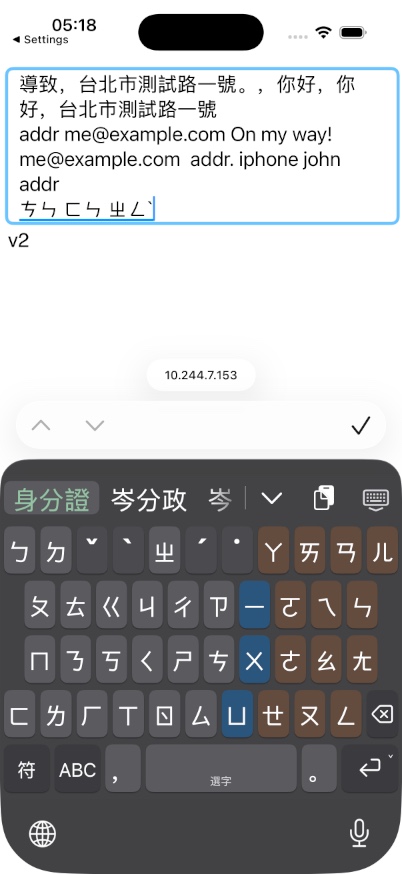 05:18
◀ Settings
導致，台北市測試路一號。，你好，你
好，台北市測試路一號
addr me@example.com On my way!
me@example.com  addr. iphone john
addr
ㄘㄣ ㄈㄣ ㄓㄥˋ
v2
10.244.7.153
身分證 岑分政 岑
ㄅ ㄉ ˇ ˋ ㄓ ˊ ˙ ㄚ ㄞ ㄢ ㄦ
ㄆ ㄊ ㄍ ㄐ ㄔ ㄗ ㄧ ㄛ ㄟ ㄣ
ㄇ ㄋ ㄎ ㄑ ㄕ ㄘ ㄨ ㄜ ㄠ ㄤ
ㄈ ㄌ ㄏ ㄒ ㄖ ㄙ ㄩ ㄝ ㄡ ㄥ
符 ABC ， 選字 。